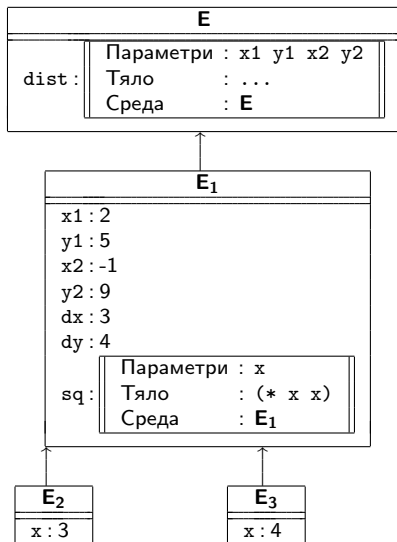 E
Параметри : x1 y1 x2 y2
dist : Тяло : ...
Среда : E
E₁
x1 : 2
y1 : 5
x2 : -1
y2 : 9
dx : 3
dy : 4
Параметри : x
sq : Тяло : (* x x)
Среда : E₁
E₂ E₃
x : 3 x : 4